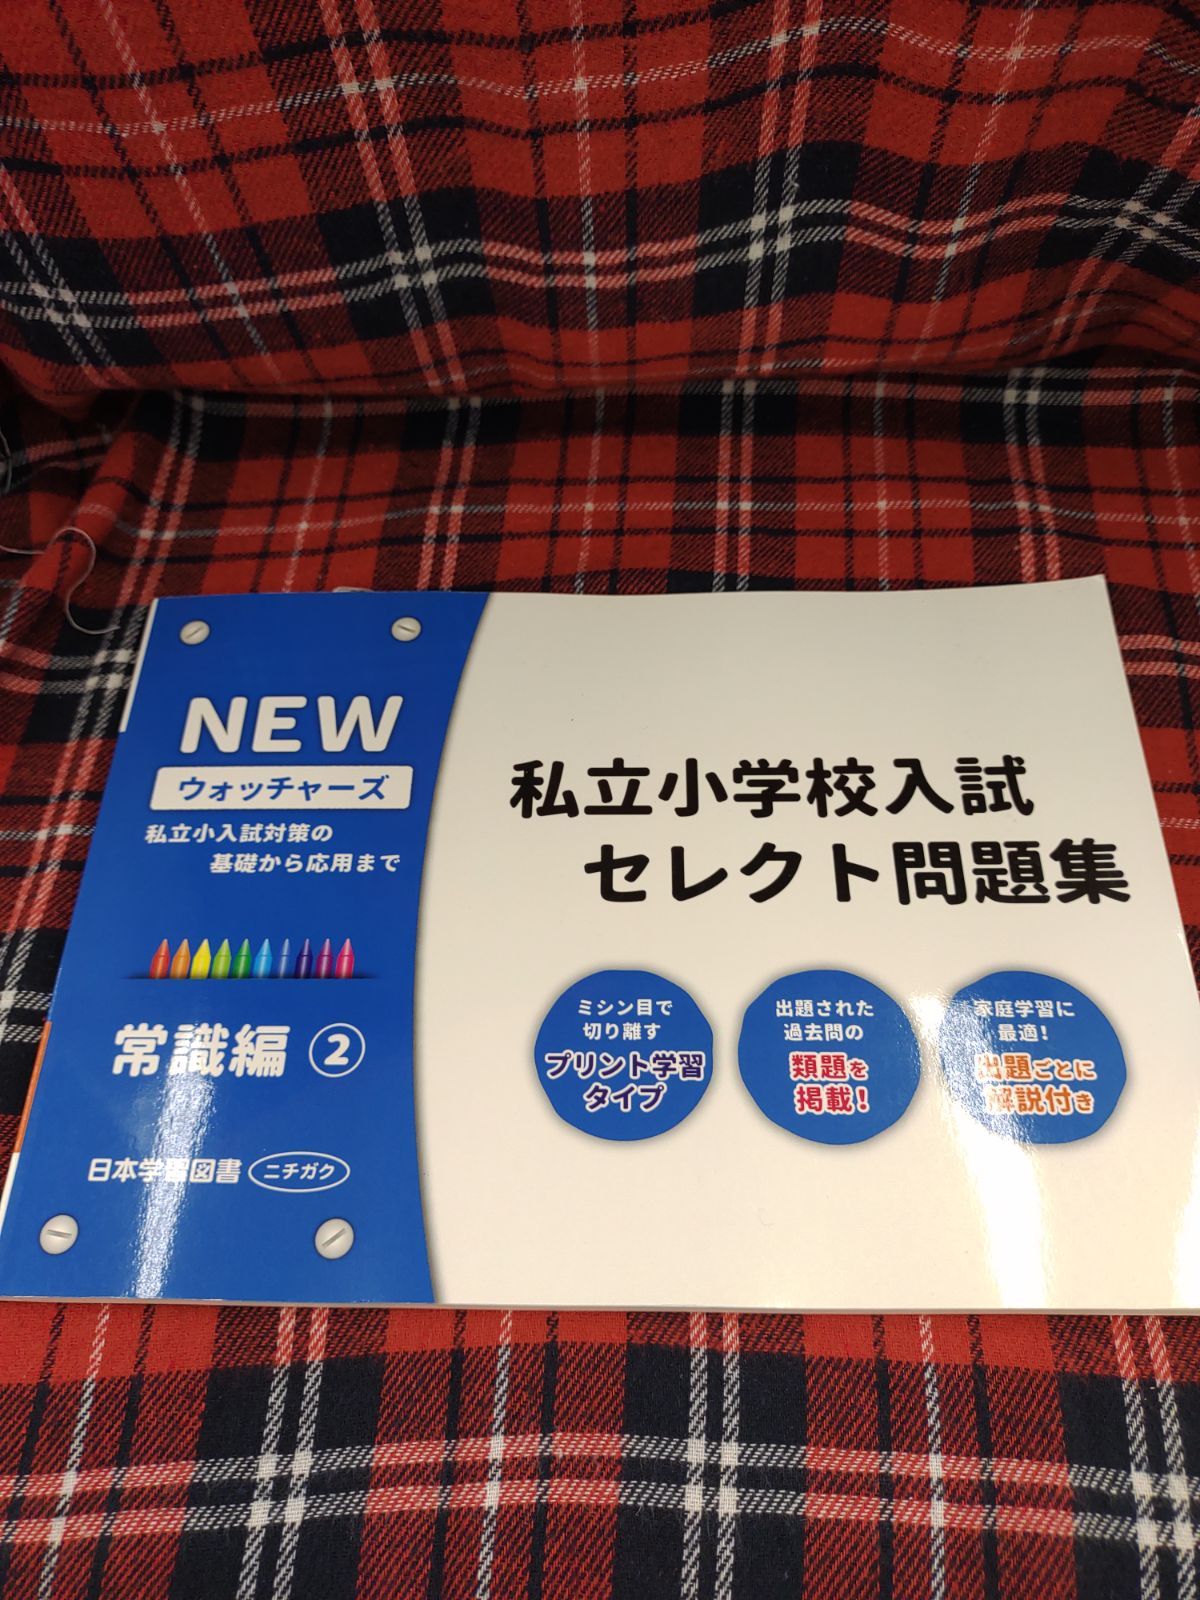 NEW
ウォッチャーズ
私立小入試対策の
基礎から応用まで
常識編 ②
日本学習図書 ニチガク
私立小学校入試
セレクト問題集
ミシン目で
切り離す
プリント学習
タイプ
出題された
過去問の
類題を
掲載!
家庭学習に
最適!
出題ごとに
解説付き